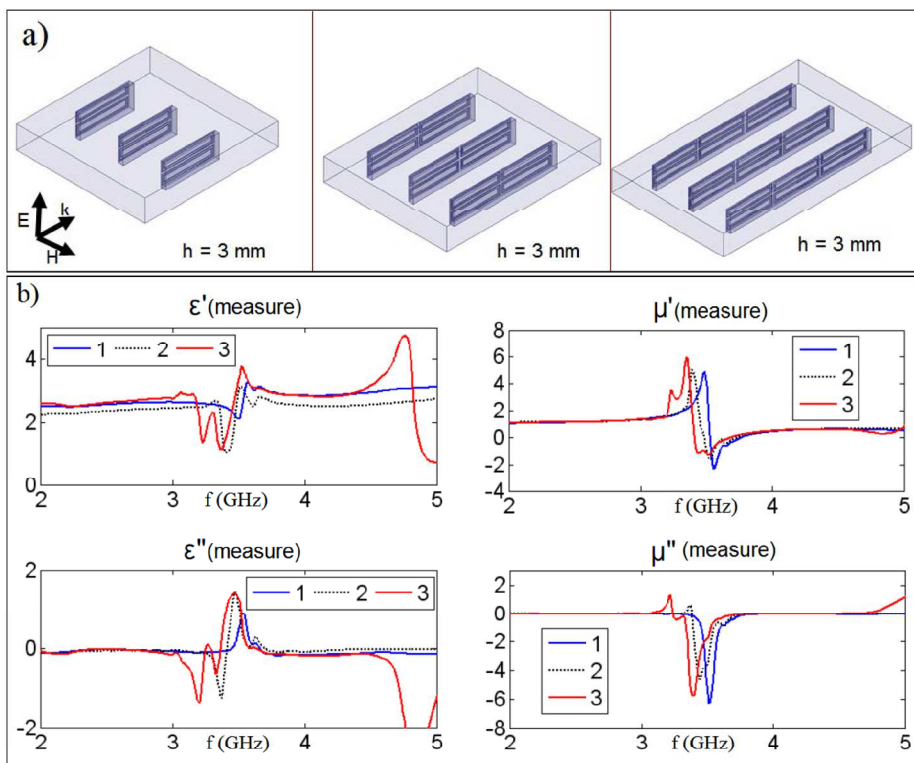 a)
E
k
H
h = 3 mm
h = 3 mm
h = 3 mm
b)
ε'(measure)
1 2 3
4
2
0
2 3 f (GHz) 4 5
μ'(measure)
1
2
3
8
6
4
2
0
-2
-4
2 3 f (GHz) 4 5
ε"(measure)
1 2 3
2
0
-2
2 3 f (GHz) 4 5
μ" (measure)
1
2
3
2
0
-2
-4
-6
-8
2 3 f (GHz) 4 5